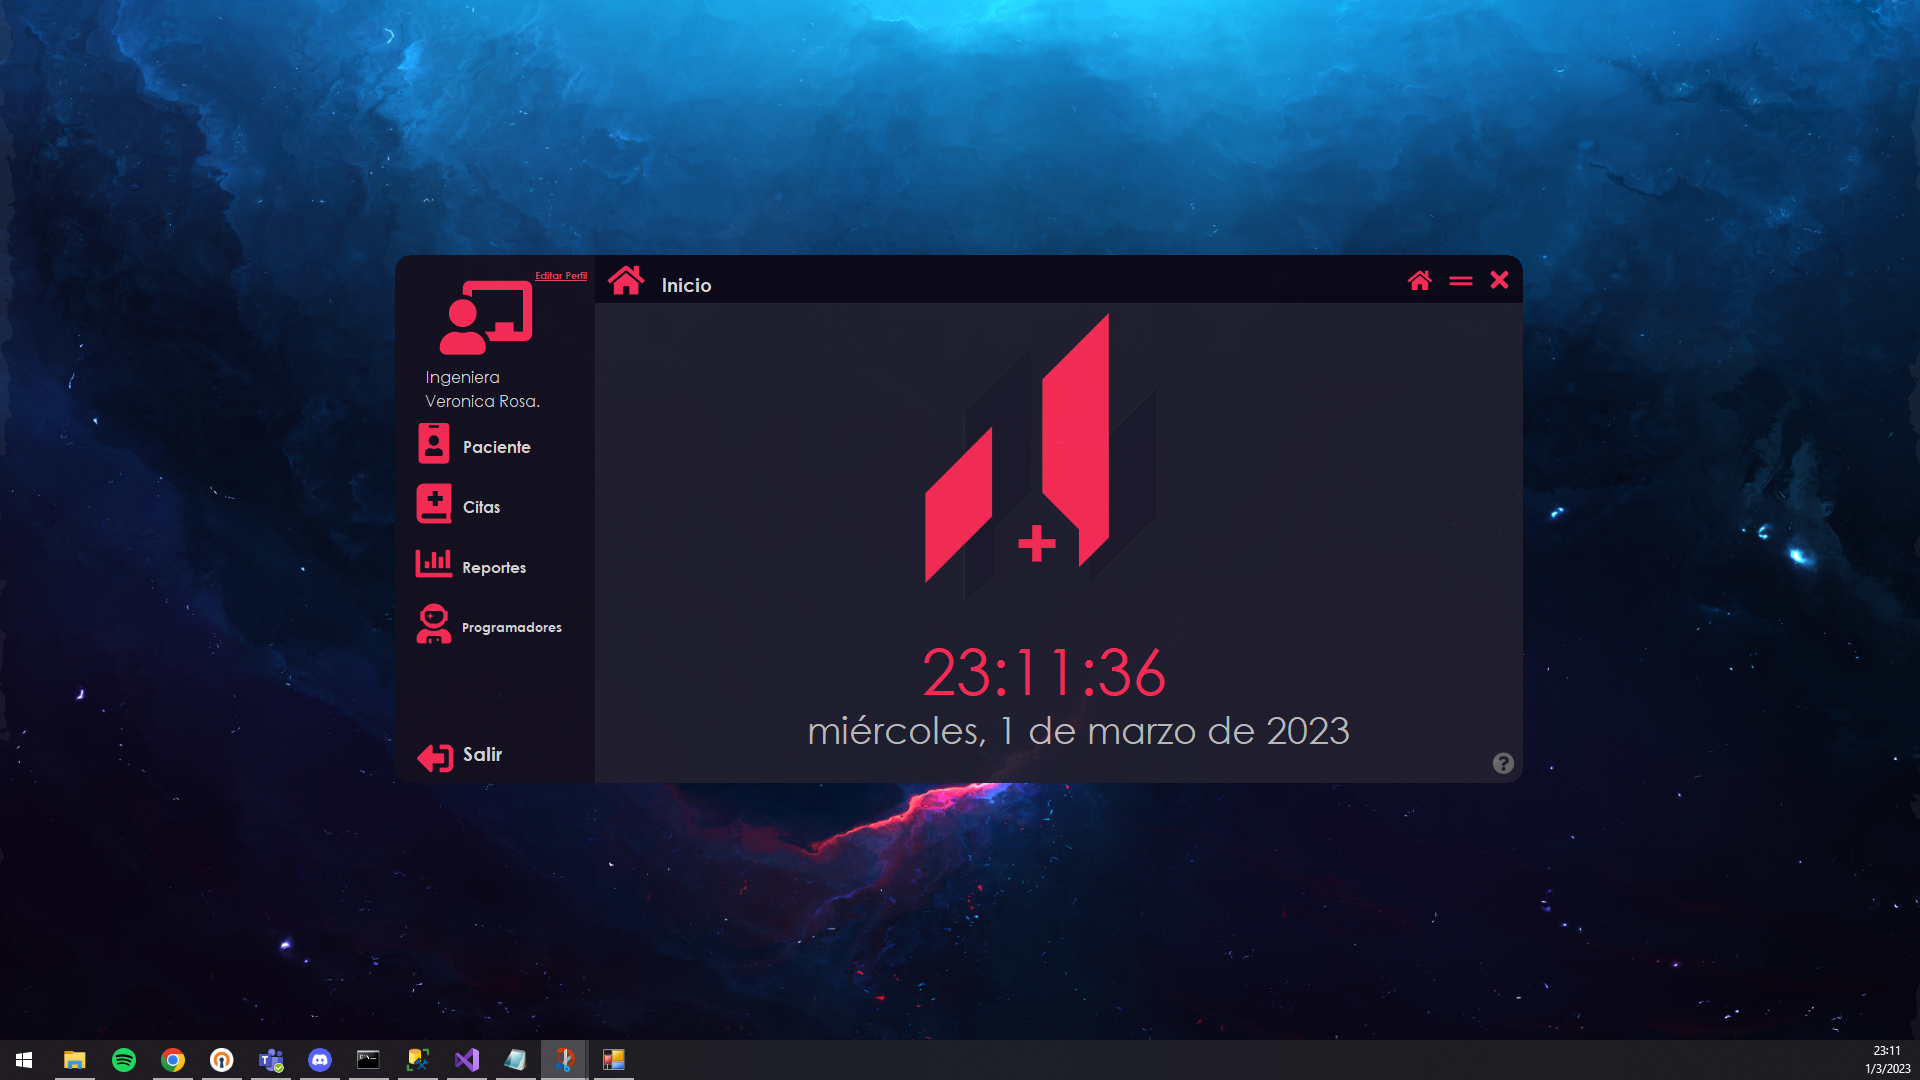 Editar Perfil
Inicio
Ingeniera
Veronica Rosa.
Paciente
Citas
Reportes
Programadores
Salir
23:11:36
miércoles, 1 de marzo de 2023
23:11
1/3/2023